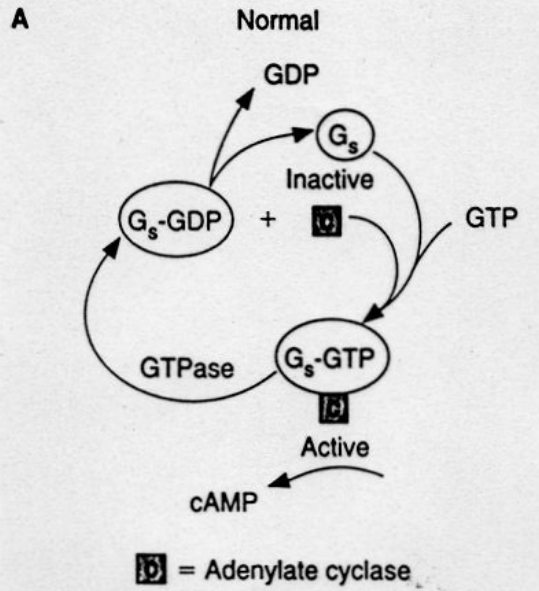 A
Normal
GDP
Gs
Inactive
Gs-GDP
+
D
GTP
GTPase
Gs-GTP
D
Active
cAMP
D = Adenylate cyclase